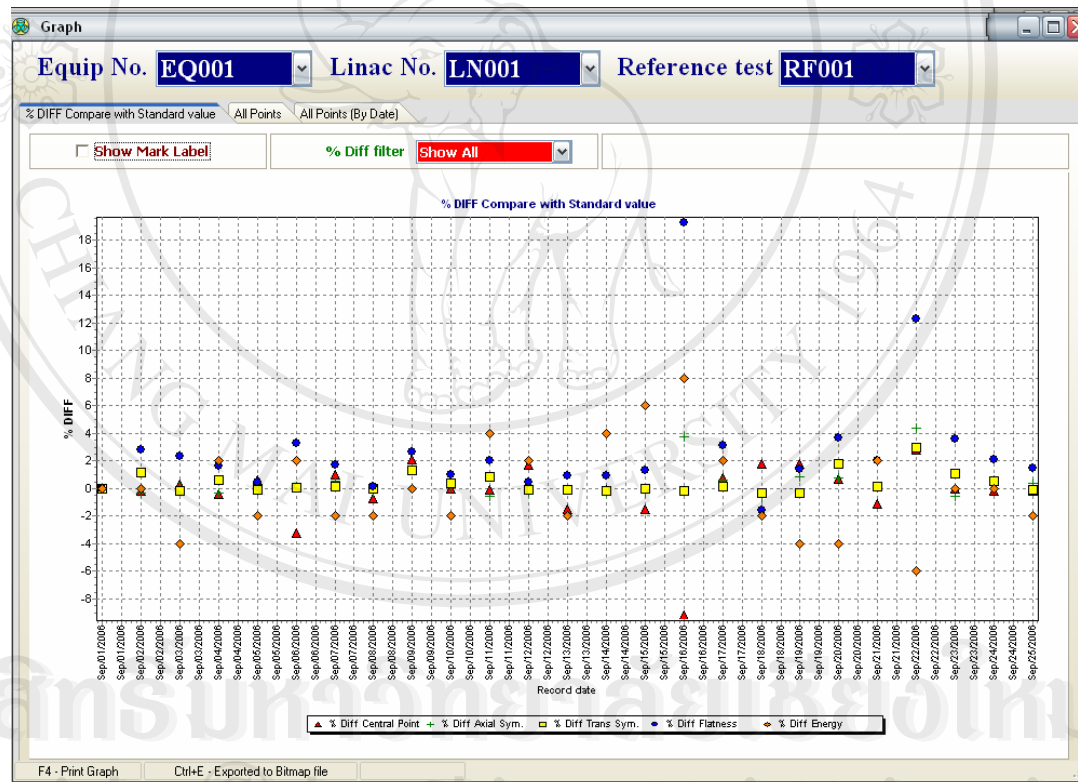 Graph
Equip No. EQ001 Linac No. LN001 Reference test RF001
% DIFF Compare with Standard value All Points All Points (By Date)
Show Mark Label % Diff filter Show All
% DIFF Compare with Standard value
18
16
14
12
10
8
6
4
2
0
-2
-4
-6
-8
% DIFF
Sep/01/2006
Sep/01/2006
Sep/02/2006
Sep/02/2006
Sep/03/2006
Sep/03/2006
Sep/04/2006
Sep/04/2006
Sep/05/2006
Sep/05/2006
Sep/06/2006
Sep/06/2006
Sep/07/2006
Sep/07/2006
Sep/08/2006
Sep/08/2006
Sep/09/2006
Sep/09/2006
Sep/10/2006
Sep/10/2006
Sep/11/2006
Sep/11/2006
Sep/12/2006
Sep/12/2006
Sep/13/2006
Sep/13/2006
Sep/14/2006
Sep/14/2006
Sep/15/2006
Sep/15/2006
Sep/16/2006
Sep/16/2006
Sep/17/2006
Sep/17/2006
Sep/18/2006
Sep/18/2006
Sep/19/2006
Sep/19/2006
Sep/20/2006
Sep/20/2006
Sep/21/2006
Sep/21/2006
Sep/22/2006
Sep/22/2006
Sep/23/2006
Sep/23/2006
Sep/24/2006
Sep/24/2006
Sep/25/2006
Record date
% Diff Central Point % Diff Axial Sym. % Diff Trans Sym. % Diff Flatness % Diff Energy
F4 - Print Graph Ctrl+E - Exported to Bitmap file
CHIANG MAI UNIVERSITY 1964